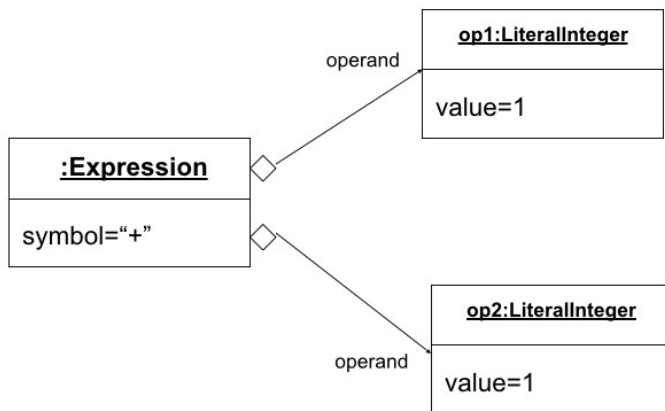 op1:LiteralInteger
operand
value=1
:Expression
symbol=“+”
op2:LiteralInteger
operand
value=1